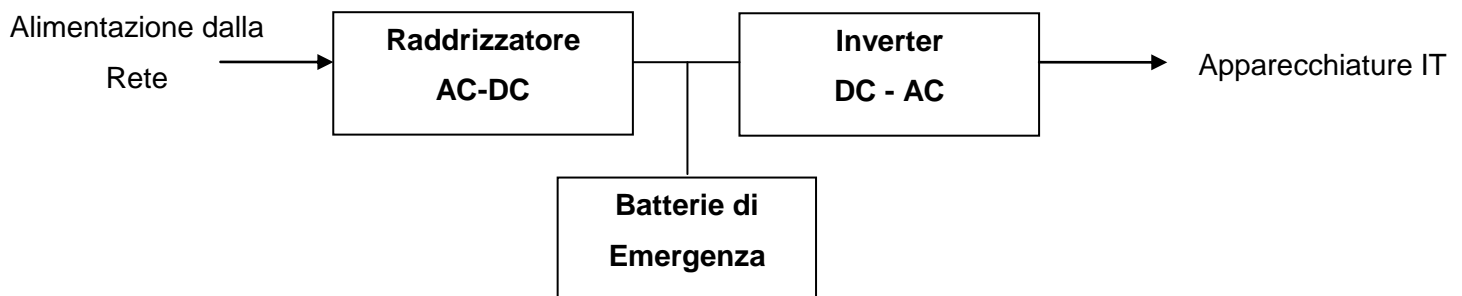 Alimentazione dalla
Rete
Raddrizzatore
AC-DC
Inverter
DC - AC
Apparecchiature IT
Batterie di
Emergenza